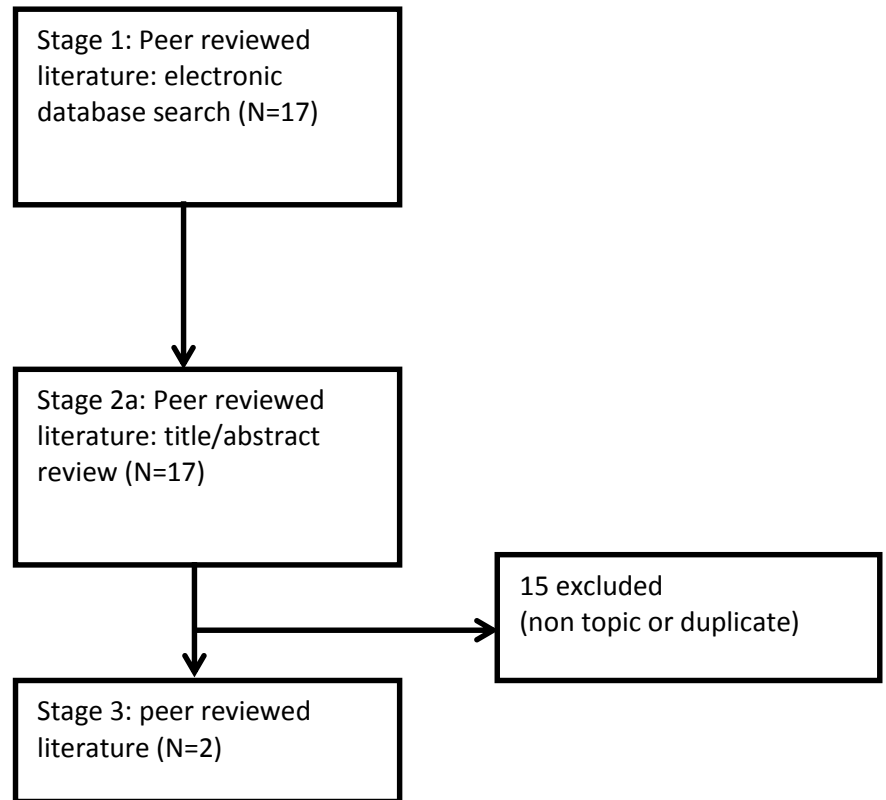 Stage 1: Peer reviewed
literature: electronic
database search (N=17)
Stage 2a: Peer reviewed
literature: title/abstract
review (N=17)
15 excluded
(non topic or duplicate)
Stage 3: peer reviewed
literature (N=2)